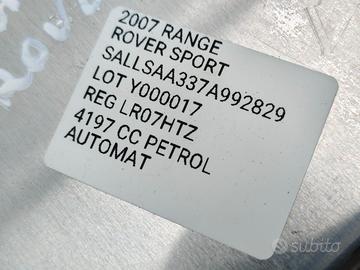 2007 RANGE
ROVER SPORT
SALLSAA337A992829
LOT Y000017
REG LR07HTZ
4197 CC PETROL
AUTOMAT
subito